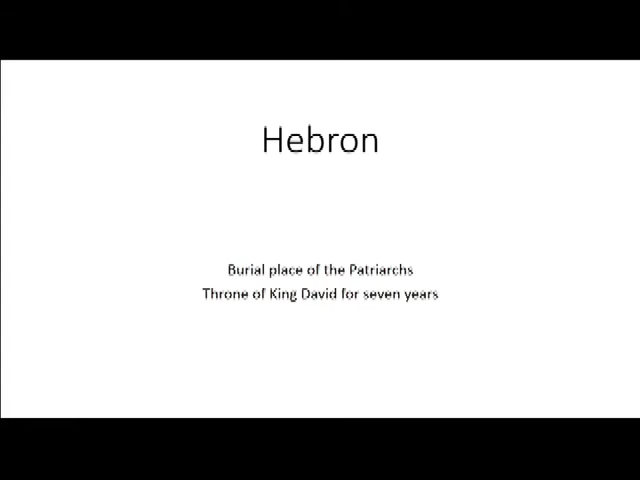 Hebron
Burial place of the Patriarchs
Throne of King David for seven years